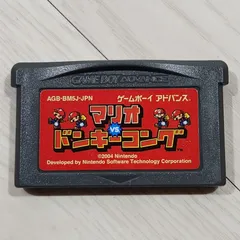 GAME BOY ADVANCE
AGB-BM5J-JPN ゲームボーイ アドバンス
マリオ
VS.
ドンキーコング
©2004 Nintendo
Developed by Nintendo Software Technology Corporation